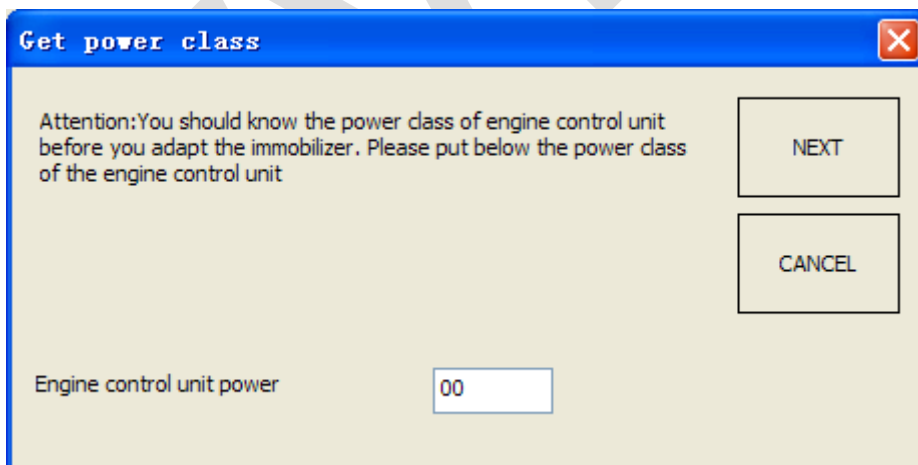 Get power class
Attention:You should know the power class of engine control unit
before you adapt the immobilizer. Please put below the power class
of the engine control unit
NEXT
CANCEL
Engine control unit power
00